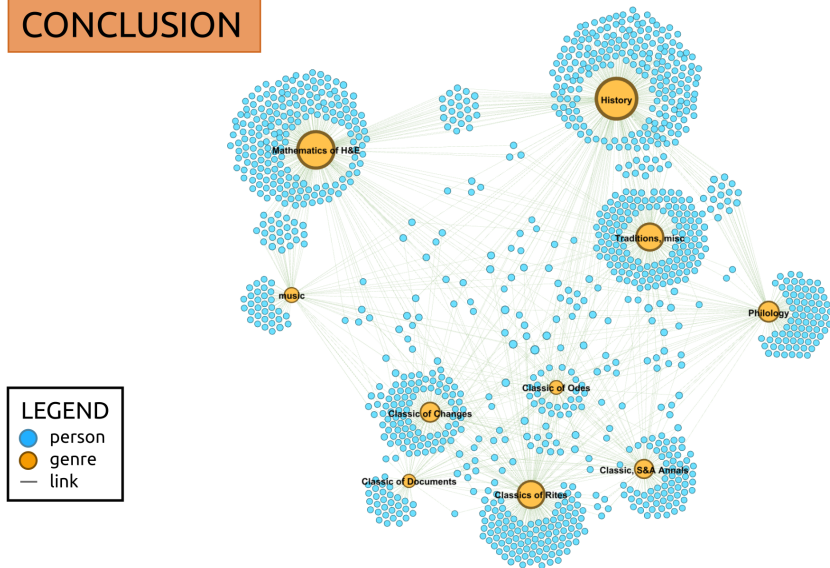 CONCLUSION
History
Mathematics of H&E
Traditions, misc
music
Philology
Classic of Odes
Classic of Changes
Classic, S&A Annals
Classic of Documents
Classics of Rites
LEGEND
person
genre
link